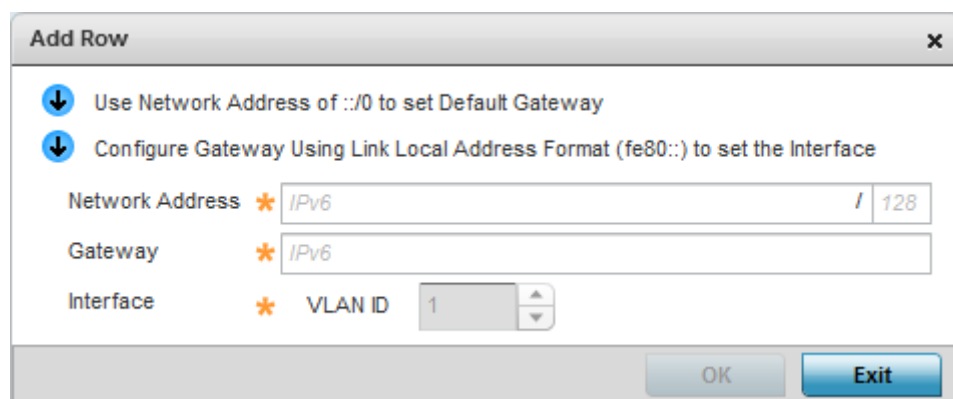 Add Row ×
Use Network Address of ::/0 to set Default Gateway
Configure Gateway Using Link Local Address Format (fe80::) to set the Interface
Network Address * IPv6 / 128
Gateway * IPv6
Interface * VLAN ID 1
OK Exit